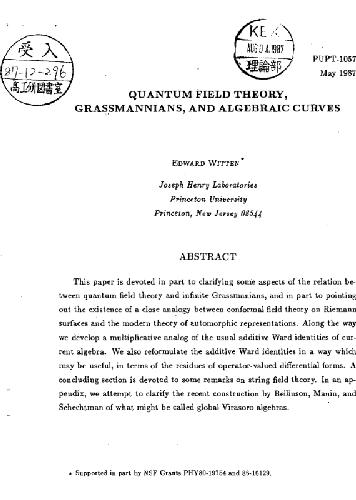 受入
87-12-296
高エ研図書室
KEK
AUG 04 1987
理論部
PUPT-1057
May 1987
QUANTUM FIELD THEORY,
GRASSMANNIANS, AND ALGEBRAIC CURVES
EDWARD WITTEN*
Joseph Henry Laboratories
Princeton University
Princeton, New Jersey 08544
ABSTRACT
This paper is devoted in part to clarifying some aspects of the relation be-
tween quantum field theory and infinite Grassmannians, and in part to pointing
out the existence of a close analogy between conformal field theory on Riemann
surfaces and the modern theory of automorphic representations. Along the way
we develop a multiplicative analog of the usual additive Ward identities of cur-
rent algebra. We also reformulate the additive Ward identities in a way which
may be useful, in terms of the residues of operator-valued differential forms. A
concluding section is devoted to some remarks on string field theory. In an ap-
pendix, we attempt to clarify the recent construction by Beilinson, Manin, and
Schechtman of what might be called global Virasoro algebras.
* Supported in part by NSF Grants PHY80-19754 and 86-16129.